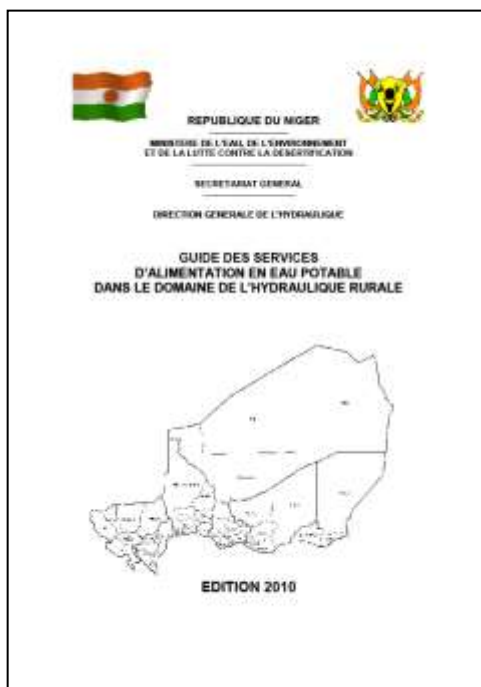 REPUBLIQUE DU NIGER
MINISTERE DE L'EAU, DE L'ENVIRONNEMENT
ET DE LA LUTTE CONTRE LA DESERTIFICATION
SECRETARIAT GENERAL
DIRECTION GENERALE DE L'HYDRAULIQUE
GUIDE DES SERVICES
D'ALIMENTATION EN EAU POTABLE
DANS LE DOMAINE DE L'HYDRAULIQUE RURALE
EDITION 2010